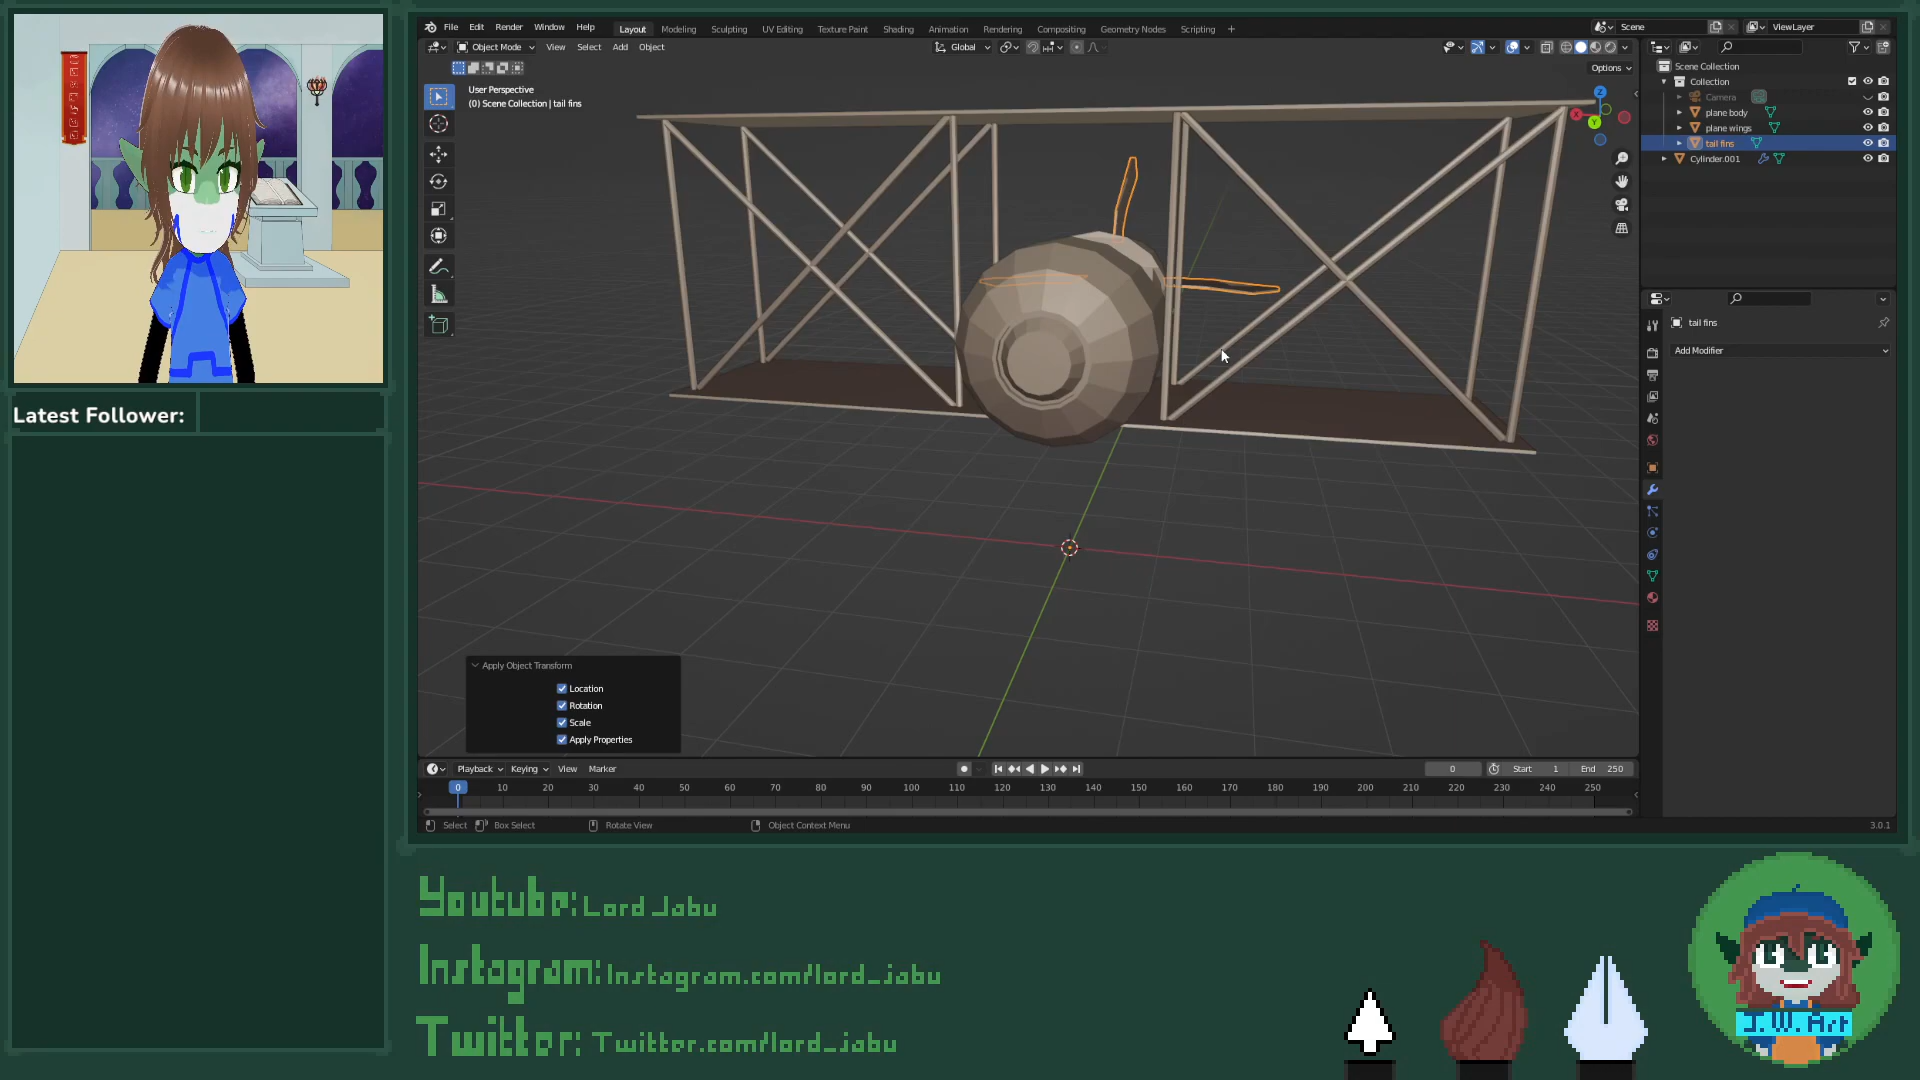 File Edit Render Window Help
Layout Modeling Sculpting UV Editing Texture Paint Shading Animation Rendering Compositing Geometry Nodes Scripting +
Scene
ViewLayer
Object Mode View Select Add Object
Global
Options
User Perspective
(0) Scene Collection | tail fins
Z
Y
X
Scene Collection
Collection
Camera
plane body
plane wings
tail fins
Cylinder.001
tail fins
Add Modifier
Apply Object Transform
Location
Rotation
Scale
Apply Properties
Playback Keying View Marker
0
Start 1
End 250
0 10 20 30 40 50 60 70 80 90 100 110 120 130 140 150 160 170 180 190 200 210 220 230 240 250
Select Box Select Rotate View Object Context Menu
3.0.1
Latest Follower:
Youtube: Lord Jabu
Instagram: Instagram.com/lord_jabu
Twitter: Twitter.com/lord_jabu
J.W. Art